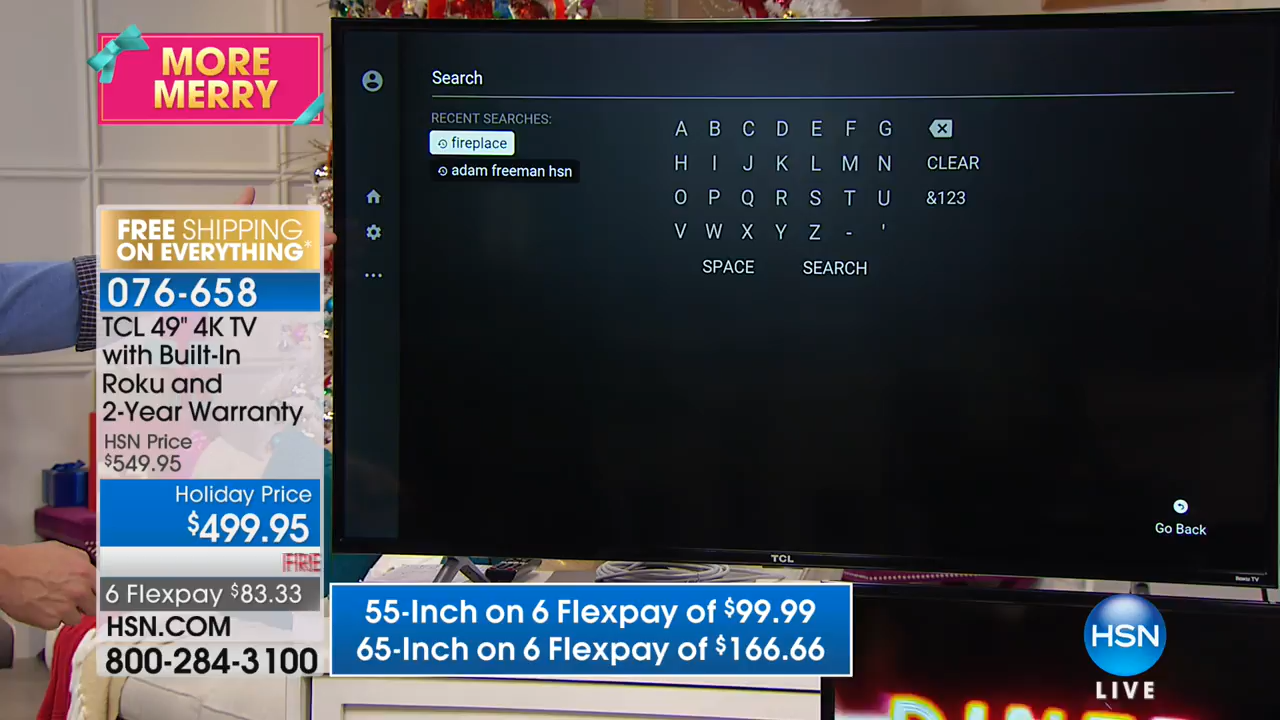 MORE
MERRY
FREE SHIPPING
ON EVERYTHING*
076-658
TCL 49" 4K TV
with Built-In
Roku and
2-Year Warranty
HSN Price
$549.95
Holiday Price
$499.95
FREE
6 Flexpay $83.33
HSN.COM
800-284-3100
Search
RECENT SEARCHES:
fireplace
adam freeman hsn
A B C D E F G
H I J K L M N CLEAR
O P Q R S T U &123
V W X Y Z - '
SPACE SEARCH
Go Back
TCL
Roku TV
55-Inch on 6 Flexpay of $99.99
65-Inch on 6 Flexpay of $166.66
HSN
LIVE